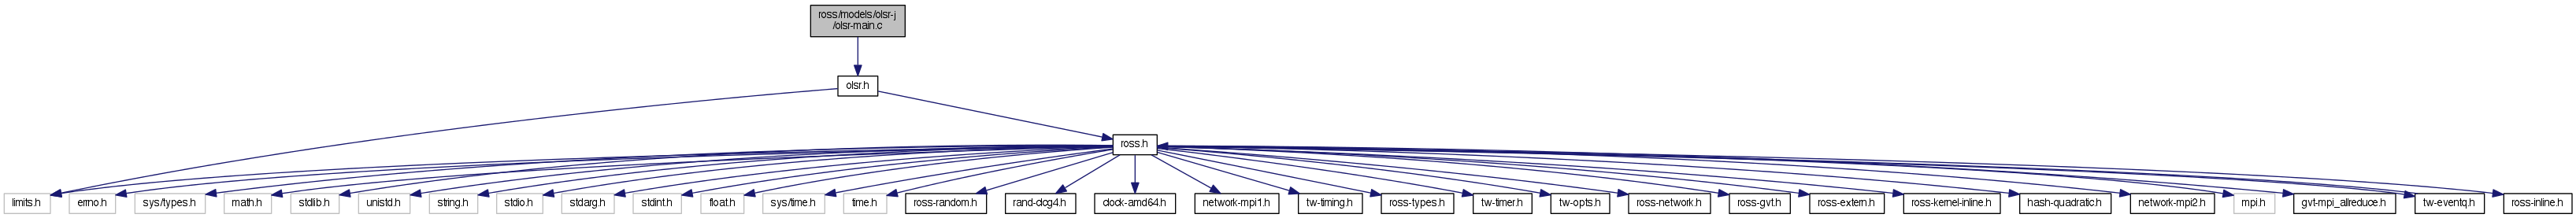 ross/models/olsr-j
/olsr-main.c
olsr.h
ross.h
limits.h
errno.h
sys/types.h
math.h
stdlib.h
unistd.h
string.h
stdio.h
stdarg.h
stdint.h
float.h
sys/time.h
time.h
ross-random.h
rand-clcg4.h
clock-amd64.h
network-mpi1.h
tw-timing.h
ross-types.h
tw-timer.h
tw-opts.h
ross-network.h
ross-gvt.h
ross-extern.h
ross-kernel-inline.h
hash-quadratic.h
network-mpi2.h
mpi.h
gvt-mpi_allreduce.h
tw-eventq.h
ross-inline.h